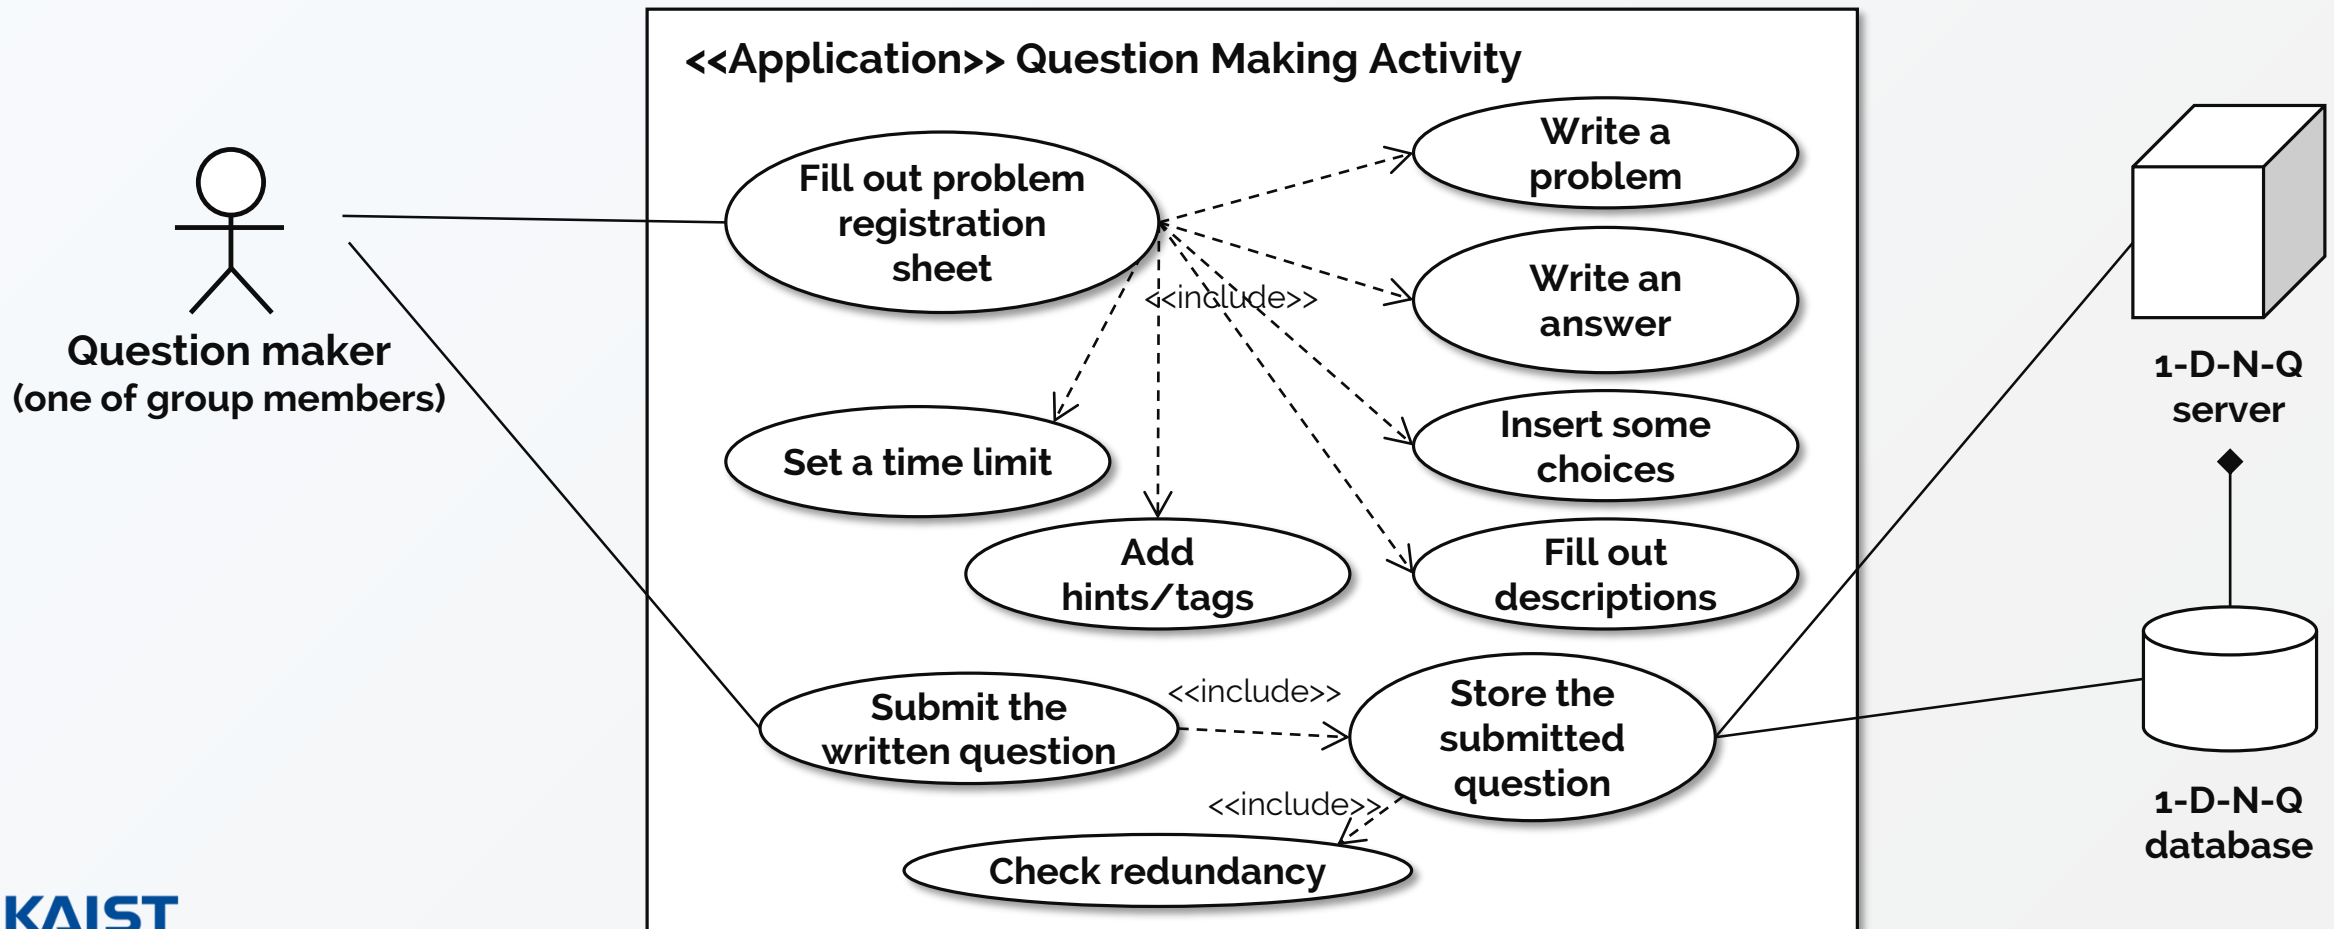 <<Application>> Question Making Activity
Question maker
(one of group members)
Fill out problem
registration
sheet
Write a
problem
<<include>>
Write an
answer
Set a time limit
Insert some
choices
Add
hints/tags
Fill out
descriptions
Submit the
written question
<<include>>
Store the
submitted
question
<<include>>
Check redundancy
1-D-N-Q
server
1-D-N-Q
database
KAIST